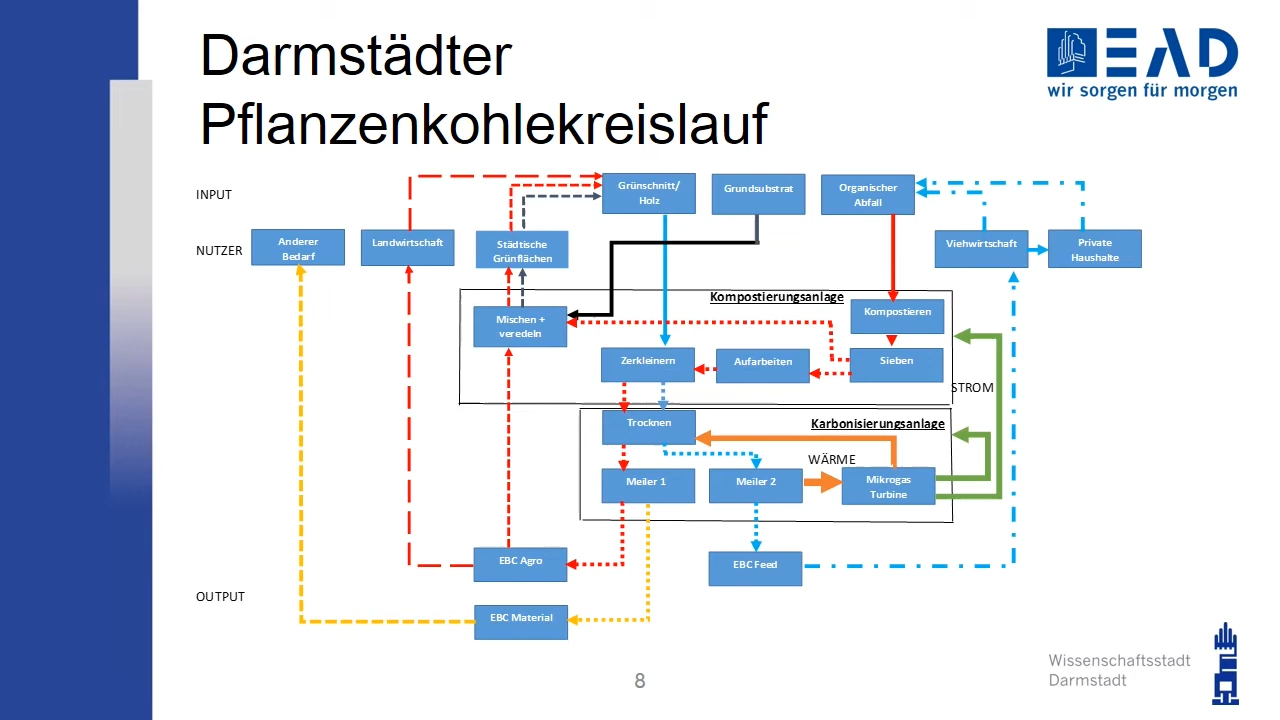 Darmstädter
Pflanzenkohlekreislauf
EAD
wir sorgen für morgen
INPUT
Grünschnitt/
Holz
Grundsubstrat
Organischer
Abfall
NUTZER
Anderer
Bedarf
Landwirtschaft
Städtische
Grünflächen
Viehwirtschaft
Private
Haushalte
Kompostierungsanlage
Mischen +
veredeln
Kompostieren
Zerkleinern
Aufarbeiten
Sieben
STROM
Trocknen
Karbonisierungsanlage
WÄRME
Meiler 1
Meiler 2
Mikrogas
Turbine
EBC Agro
EBC Feed
OUTPUT
EBC Material
8
Wissenschaftsstadt
Darmstadt